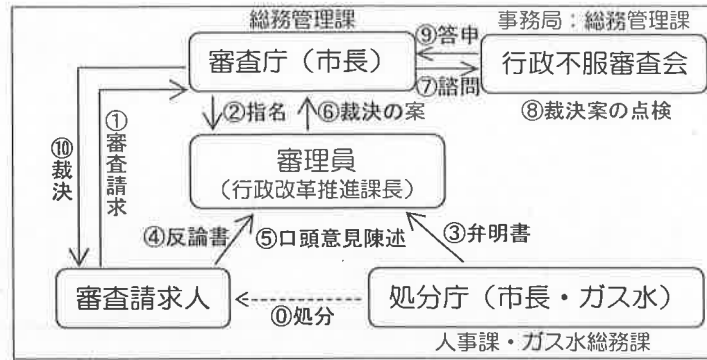 総務管理課
事務局：総務管理課
審査庁（市長）
⑨答申
⑦諮問
行政不服審査会
⑧裁決案の点検
②指名
⑥裁決の案
①審査請求
⑩裁決
審理員
（行政改革推進課長）
④反論書
⑤口頭意見陳述
③弁明書
審査請求人
⓪処分
処分庁（市長・ガス水）
人事課・ガス水総務課